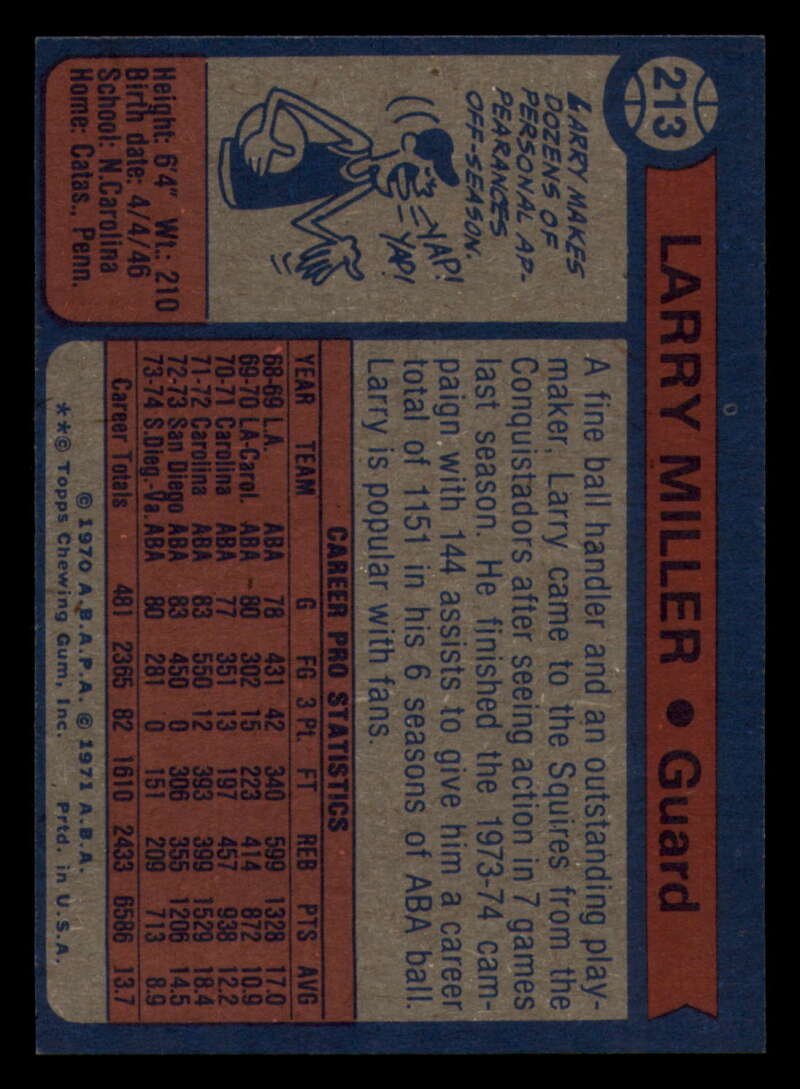 213
LARRY MILLER • Guard
LARRY MAKES
DOZENS OF
PERSONAL AP-
PEARANCES
OFF-SEASON.
YAP!
YAP!
Height: 6'4" Wt.: 210
Birth date: 4/4/46
School: N.Carolina
Home: Catas., Penn.
A fine ball handler and an outstanding play-
maker, Larry came to the Squires from the
Conquistadors after seeing action in 7 games
last season. He finished the 1973-74 cam-
paign with 144 assists to give him a career
total of 1151 in his 6 seasons of ABA ball.
Larry is popular with fans.
CAREER PRO STATISTICS
YEAR TEAM G FG 3 Pt. FT REB PTS AVG
68-69 L.A. ABA 78 431 42 340 599 1328 17.0
69-70 LA-Carol. ABA 80 302 15 223 414 872 10.9
70-71 Carolina ABA 77 351 13 197 457 938 12.2
71-72 Carolina ABA 83 550 12 393 399 1529 18.4
72-73 San Diego ABA 83 450 0 306 355 1206 14.5
73-74 S.Dieg.-Va. ABA 80 281 0 151 209 713 8.9
Career Totals 481 2365 82 1610 2433 6586 13.7
© 1970 A.B.A.P.A. © 1971 A.B.A.
**© Topps Chewing Gum, Inc. Prtd. in U.S.A.